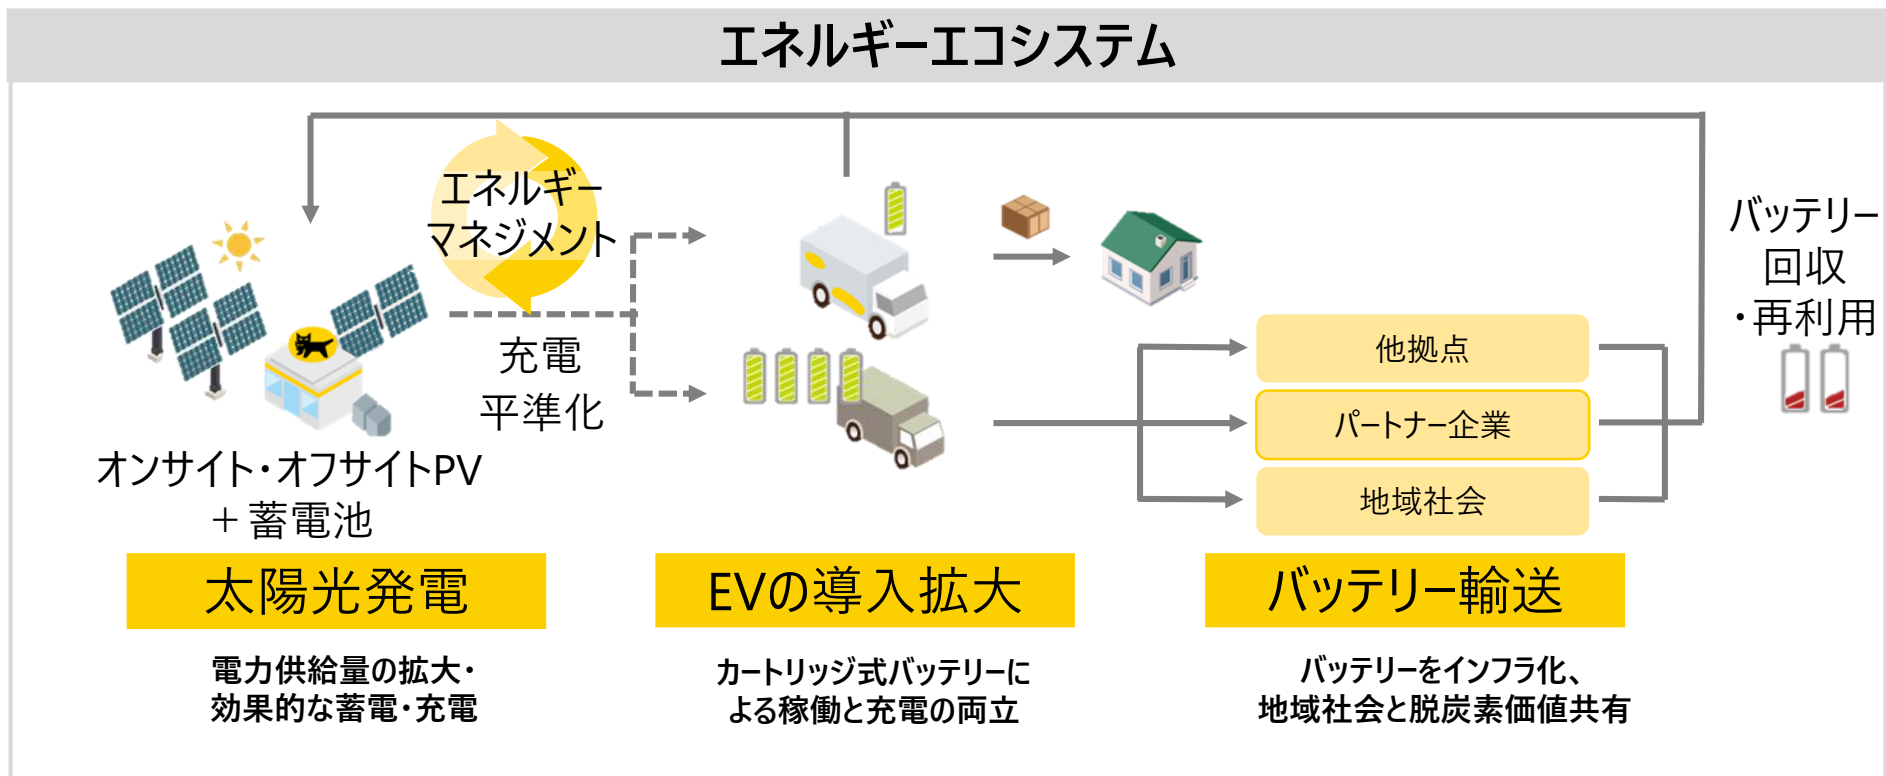 エネルギーエコシステム
エネルギー
マネジメント
充電
平準化
オンサイト・オフサイトPV
＋蓄電池
他拠点
パートナー企業
地域社会
バッテリー
回収
・再利用
太陽光発電
EVの導入拡大
バッテリー輸送
電力供給量の拡大・
効果的な蓄電・充電
カートリッジ式バッテリーに
よる稼働と充電の両立
バッテリーをインフラ化、
地域社会と脱炭素価値共有